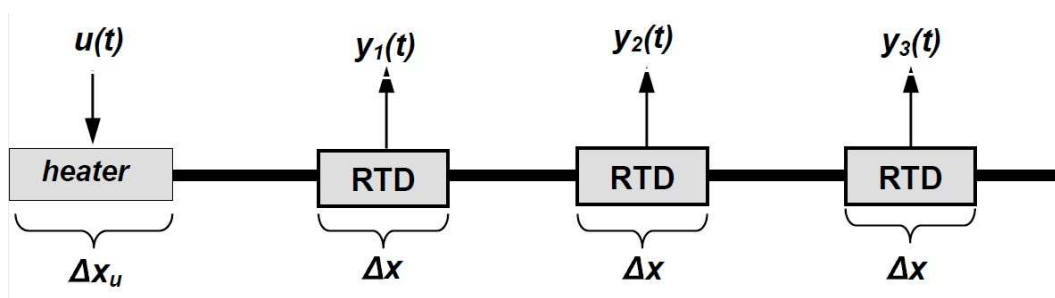 u(t) y₁(t) y₂(t) y₃(t)
heater RTD RTD RTD
Δxᵤ Δx Δx Δx